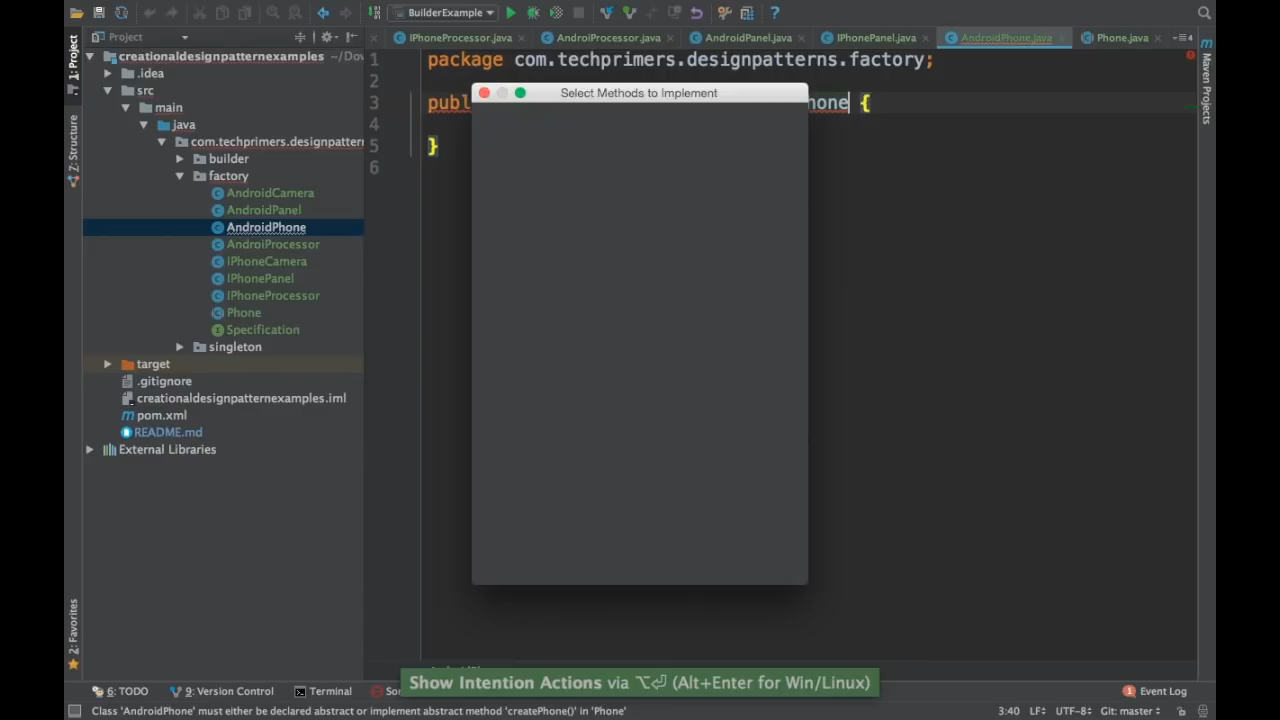 BuilderExample
Project
IPhoneProcessor.java
AndroiProcessor.java
AndroidPanel.java
IPhonePanel.java
AndroidPhone.java
Phone.java
4
1: Project
Z: Structure
2: Favorites
Maven Projects
creationaldesignpatternexamples ~/Dov
.idea
src
main
java
com.techprimers.designpattern
builder
factory
AndroidCamera
AndroidPanel
AndroidPhone
AndroiProcessor
IPhoneCamera
IPhonePanel
IPhoneProcessor
Phone
Specification
singleton
target
.gitignore
creationaldesignpatternexamples.iml
pom.xml
README.md
External Libraries
1 package com.techprimers.designpatterns.factory;
2
3 publ
hone {
4
5 }
6
Select Methods to Implement
Show Intention Actions via ⌥⏎ (Alt+Enter for Win/Linux)
6: TODO
9: Version Control
Terminal
So
1 Event Log
Class 'AndroidPhone' must either be declared abstract or implement abstract method 'createPhone()' in 'Phone'
3:40 LF÷ UTF-8÷ Git: master÷